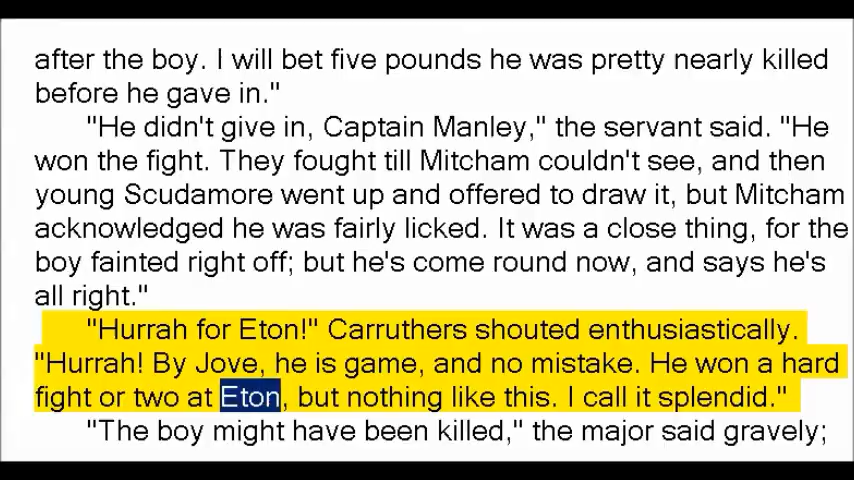 after the boy. I will bet five pounds he was pretty nearly killed
before he gave in."
"He didn't give in, Captain Manley," the servant said. "He
won the fight. They fought till Mitcham couldn't see, and then
young Scudamore went up and offered to draw it, but Mitcham
acknowledged he was fairly licked. It was a close thing, for the
boy fainted right off; but he's come round now, and says he's
all right."
"Hurrah for Eton!" Carruthers shouted enthusiastically.
"Hurrah! By Jove, he is game, and no mistake. He won a hard
fight or two at Eton, but nothing like this. I call it splendid."
"The boy might have been killed," the major said gravely;